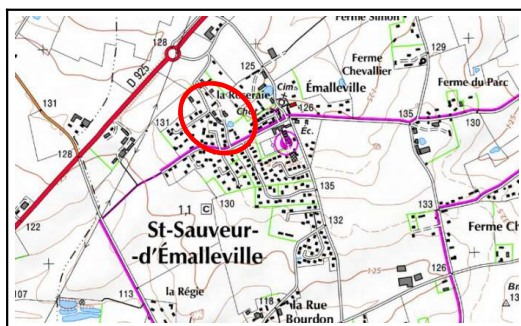 Ferme Simon
128
D 925
125
Ferme
Chevallier
129
la Roseraie
Cim.
Émalleville
Ferme du Parc
131
131
126
135
130
Éc.
128
135
St-Sauveur-
-d'Émalleville
1,1 C
130
132
133
122
Ferme Ch
126
107
113
la Régie
118
la Rue
Bourdon
125